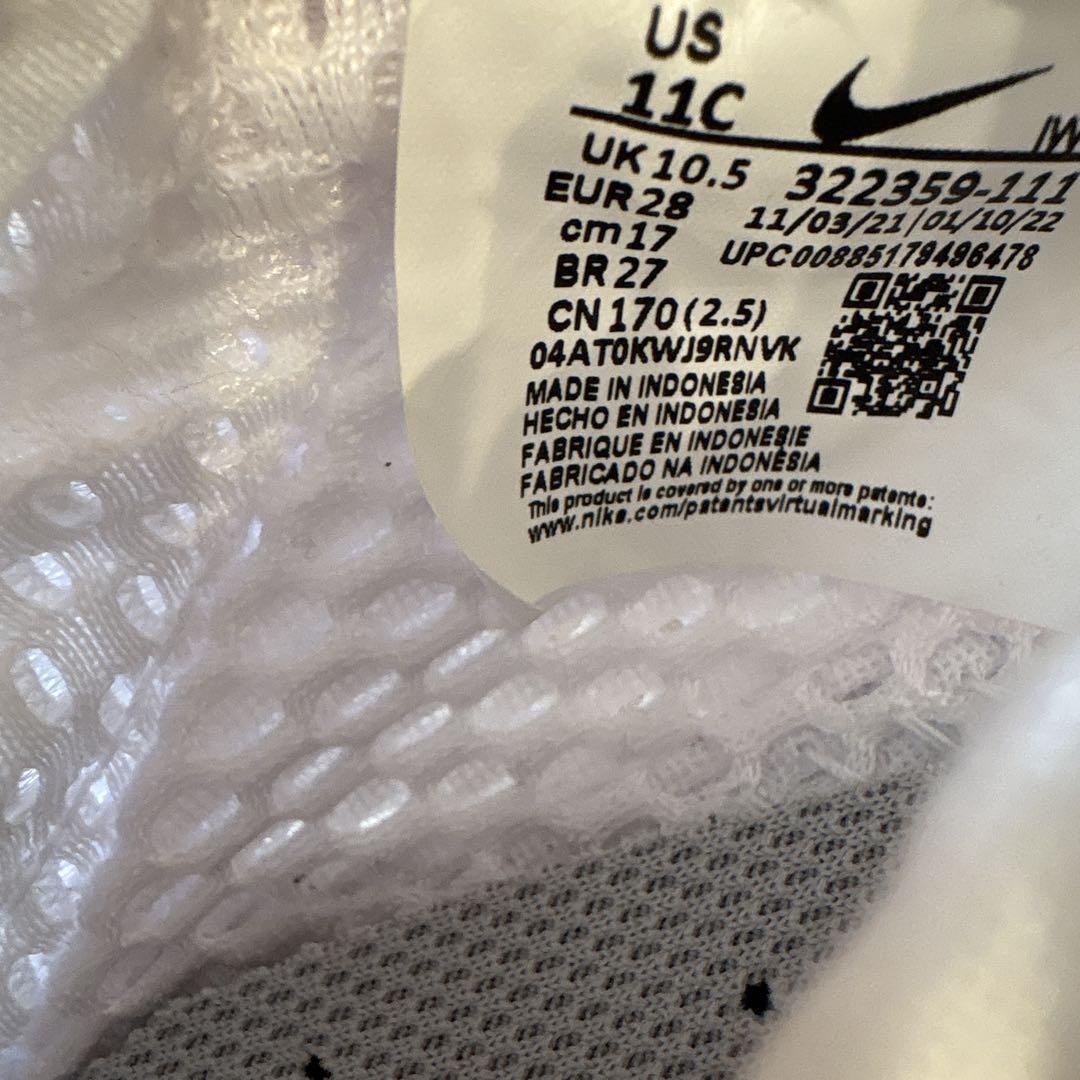 US
11C
IW
UK 10.5
EUR 28
cm 17
BR 27
CN 170 (2.5)
322359-111
11/03/21|01/10/22
UPC00885179496478
04AT0KWJ9RNVK
MADE IN INDONESIA
HECHO EN INDONESIA
FABRIQUE EN INDONÉSIE
FABRICADO NA INDONÉSIA
This product is covered by one or more patents:
www.nike.com/patentsvirtualmarking